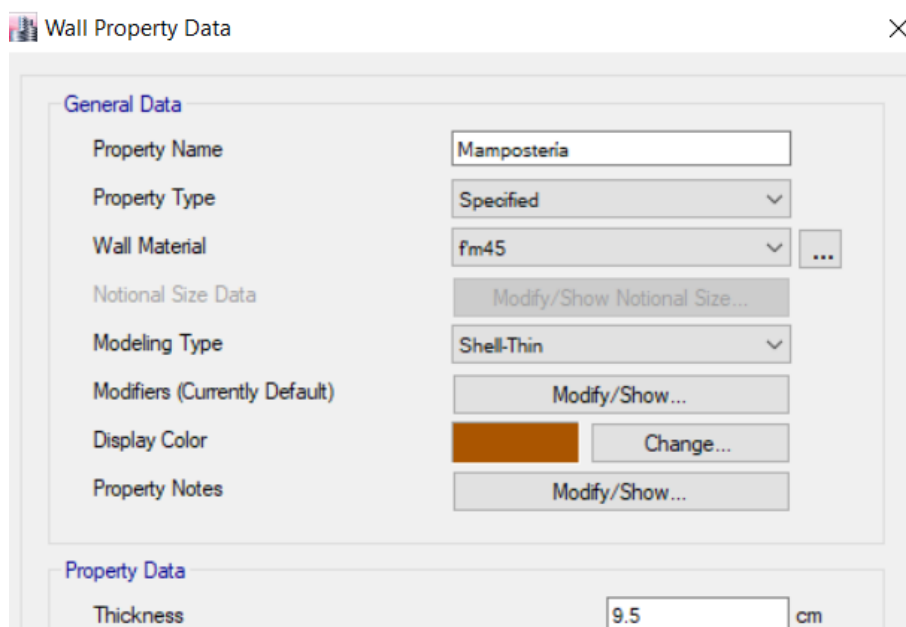 Wall Property Data
General Data
Property Name Mampostería
Property Type Specified
Wall Material f'm45 ...
Notional Size Data Modify/Show Notional Size...
Modeling Type Shell-Thin
Modifiers (Currently Default) Modify/Show...
Display Color Change...
Property Notes Modify/Show...
Property Data
Thickness 9.5 cm